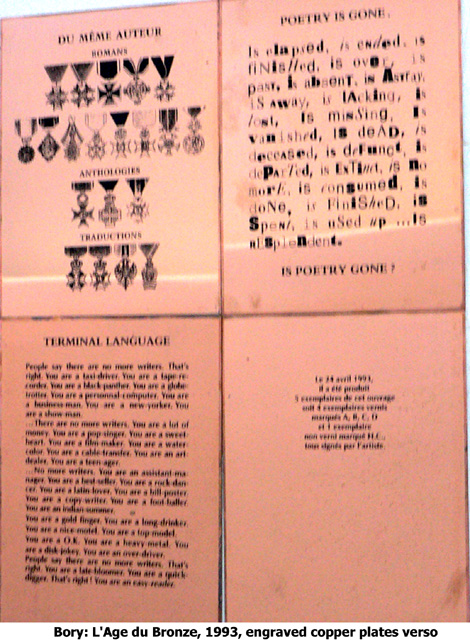 DU MÊME AUTEUR
ROMANS
ANTHOLOGIES
TRADUCTIONS
POETRY IS GONE.
Is elapsed, is ended, is
fiNisHed, is over, is
past, is absent, is Astray,
iS away, is lAcking, is
lost, Is misSing, Is
vanished, IS deAD, is
deceased, is deFunct, is
dePArTed, is ExTinct, iS no
morE, is consumed, is
doNe, is FiniSheD, is
Spent, is uSed up ...is
resplendent.
IS POETRY GONE ?
TERMINAL LANGUAGE
People say there are no more writers. That's
right. You are a taxi-driver. You are a tape-re-
corder. You are a black-panther. You are a globe-
trotter. You are a personnal-computer. You are
a business-man. You are a new-yorker. You
are a show-man.
...There are no more writers. You are a lot of
money. You are a pop-singer. You are a sweet-
heart. You are a film-maker. You are a water-
color. You are a cable-transfer. You are an art-
dealer. You are a teen-ager.
...No more writers. You are an assistant-ma-
nager. You are a best-seller. You are a rock-dan-
cer. You are a latin-lover. You are a bill-poster.
You are a copy-writer. You are a foot-baller.
You are an indian-summer.
You are a gold finger. You are a long-drinker.
You are a nice-motel. You are a top-model.
You are a O.K. You are a heavy-metal. You
are a disk-jokey. You are an over-driver.
People say there are no more writers. That's
right. You are a late-bloomer. You are a quick-
digger. That's right ! You are an easy-reader.
Le 24 avril 1993,
il a été produit
5 exemplaires de cet ouvrage
soit 4 exemplaires vernis
marqués A, B, C, D
et 1 exemplaire
non verni marqué H.C.,
tous signés par l'artiste.
Bory: L'Age du Bronze, 1993, engraved copper plates verso